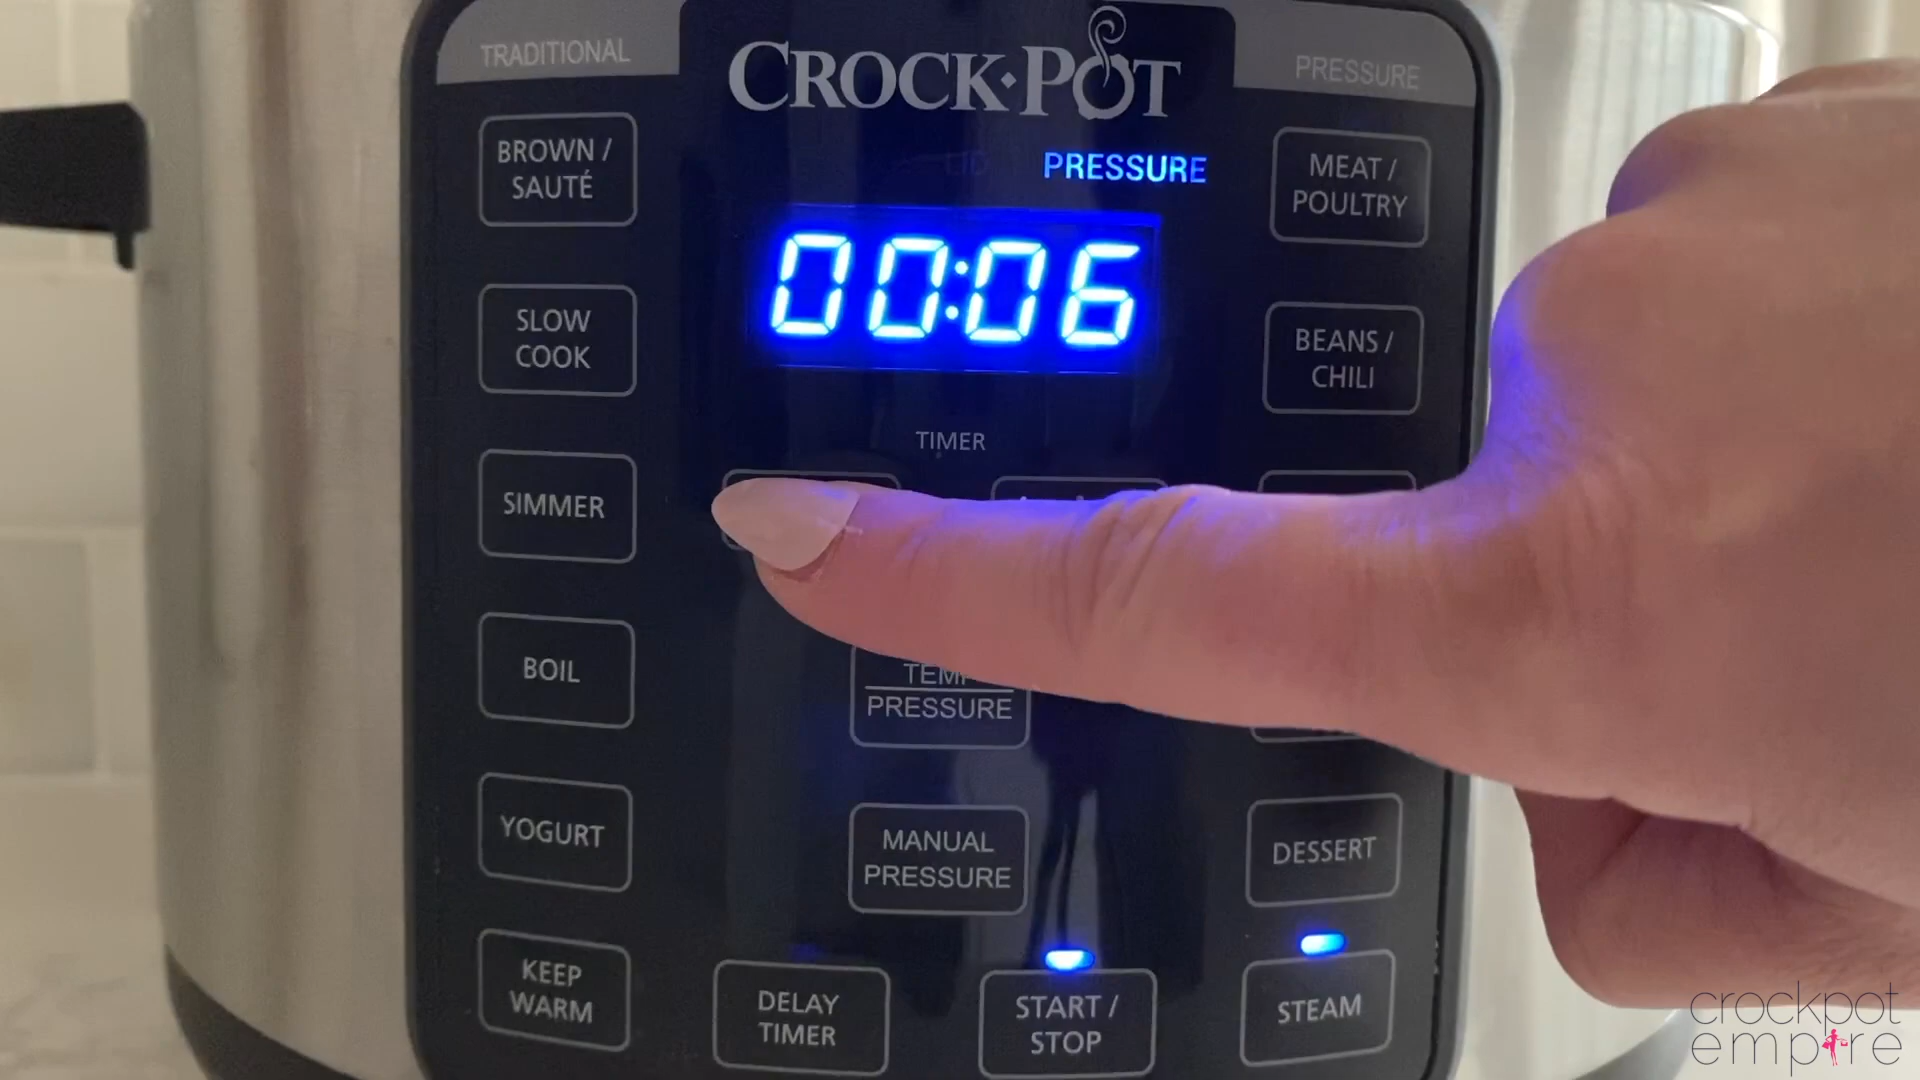 TRADITIONAL
CROCK·POT
PRESSURE
BROWN /
SAUTÉ
LID
PRESSURE
MEAT /
POULTRY
00:06
SLOW
COOK
BEANS /
CHILI
TIMER
SIMMER
BOIL
PRESSURE
YOGURT
MANUAL
PRESSURE
DESSERT
KEEP
WARM
DELAY
TIMER
START /
STOP
STEAM
crockpot
empire